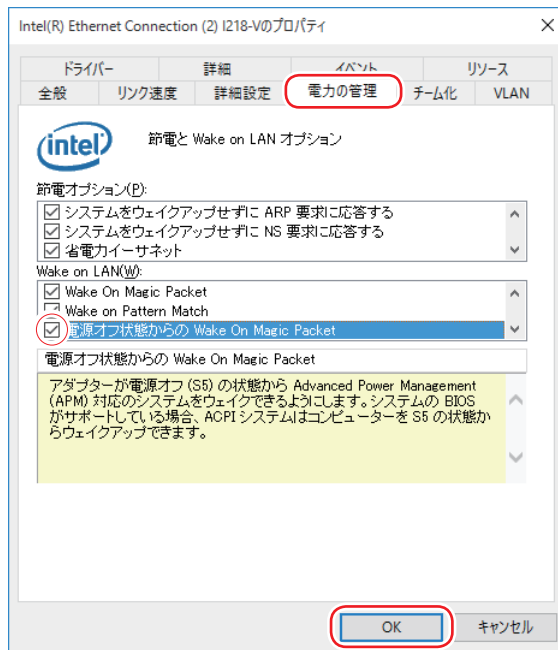 Intel(R) Ethernet Connection (2) I218-Vのプロパティ
ドライバー 詳細 イベント リソース
全般 リンク速度 詳細設定 電力の管理 チーム化 VLAN
intel
節電と Wake on LAN オプション
節電オプション(P):
システムをウェイクアップせずに ARP 要求に応答する
システムをウェイクアップせずに NS 要求に応答する
省電力イーサネット
Wake on LAN(W):
Wake On Magic Packet
Wake on Pattern Match
電源オフ状態からの Wake On Magic Packet
電源オフ状態からの Wake On Magic Packet
アダプターが電源オフ (S5) の状態から Advanced Power Management
(APM) 対応のシステムをウェイクできるようにします。システムの BIOS
がサポートしている場合、ACPI システムはコンピューターを S5 の状態か
らウェイクアップできます。
OK キャンセル